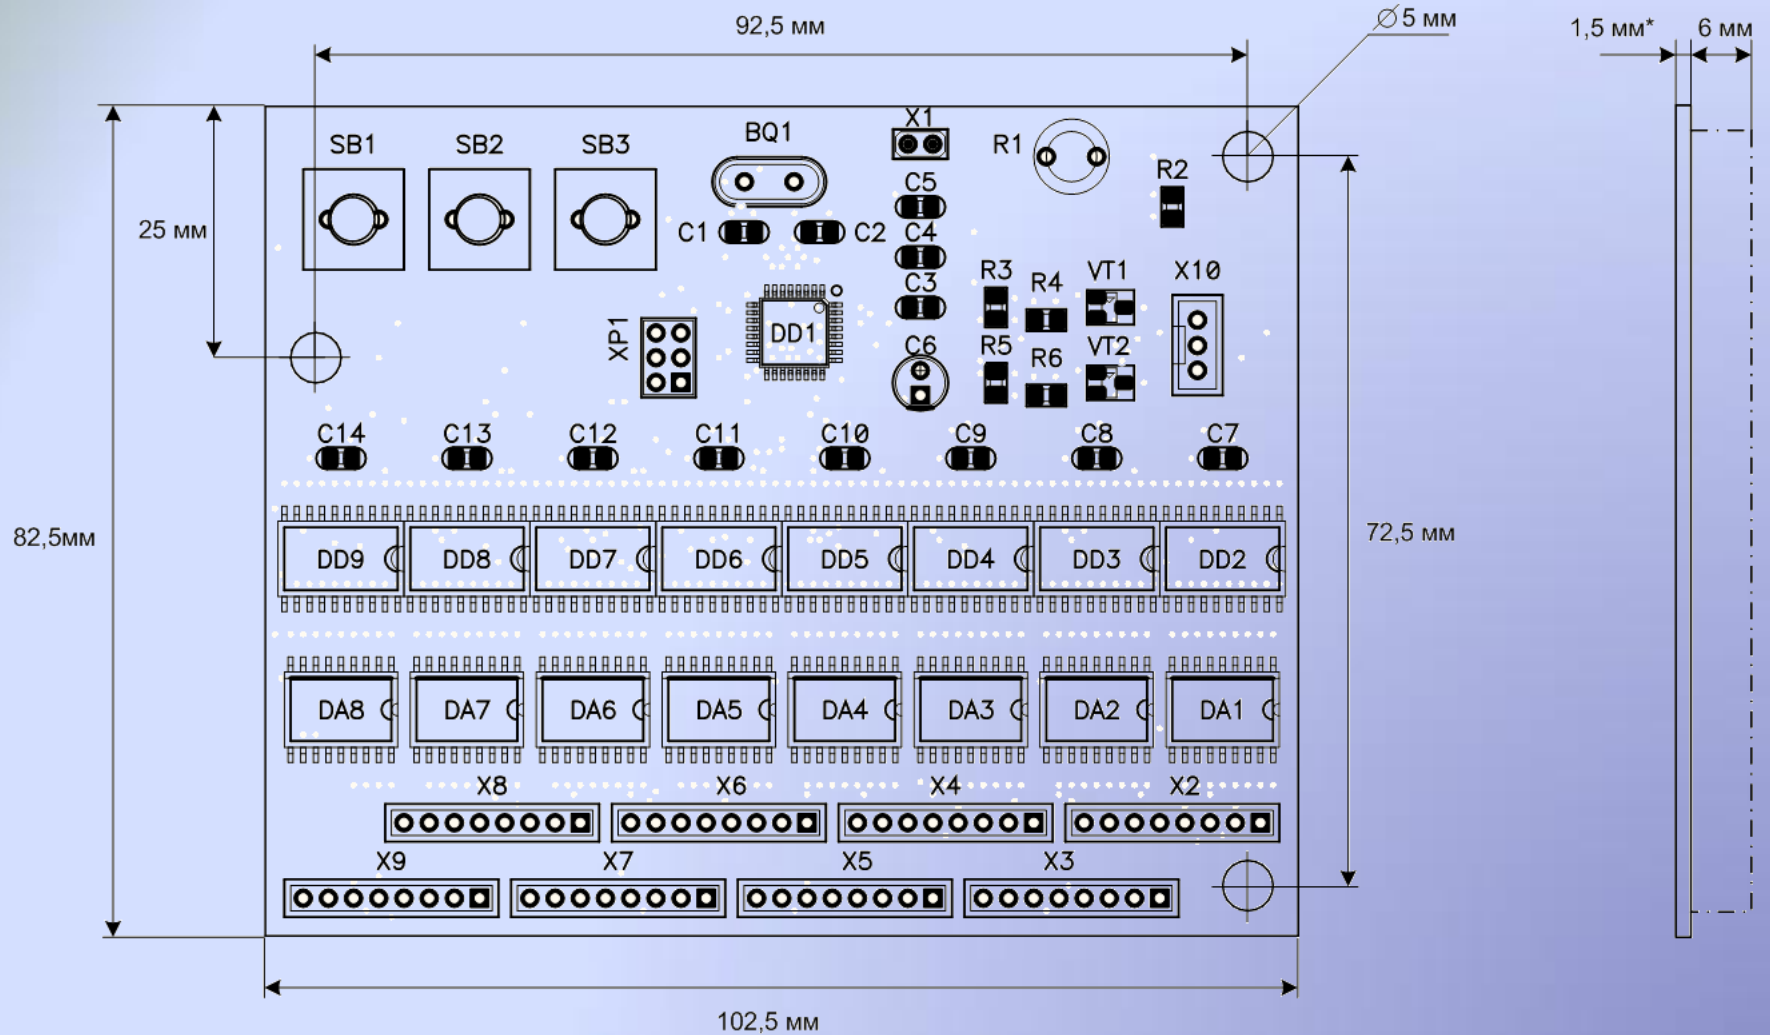 92,5 мм
5 мм
1,5 мм*
6 мм
X1
SB1
SB2
SB3
BQ1
R1
R2
C5
25 мм
C1
C2
C4
R3
R4
VT1
X10
C3
XP1
DD1
C6
R5
R6
VT2
C14
C13
C12
C11
C10
C9
C8
C7
82,5мм
72,5 мм
DD9
DD8
DD7
DD6
DD5
DD4
DD3
DD2
DA8
DA7
DA6
DA5
DA4
DA3
DA2
DA1
X8
X6
X4
X2
X9
X7
X5
X3
102,5 мм